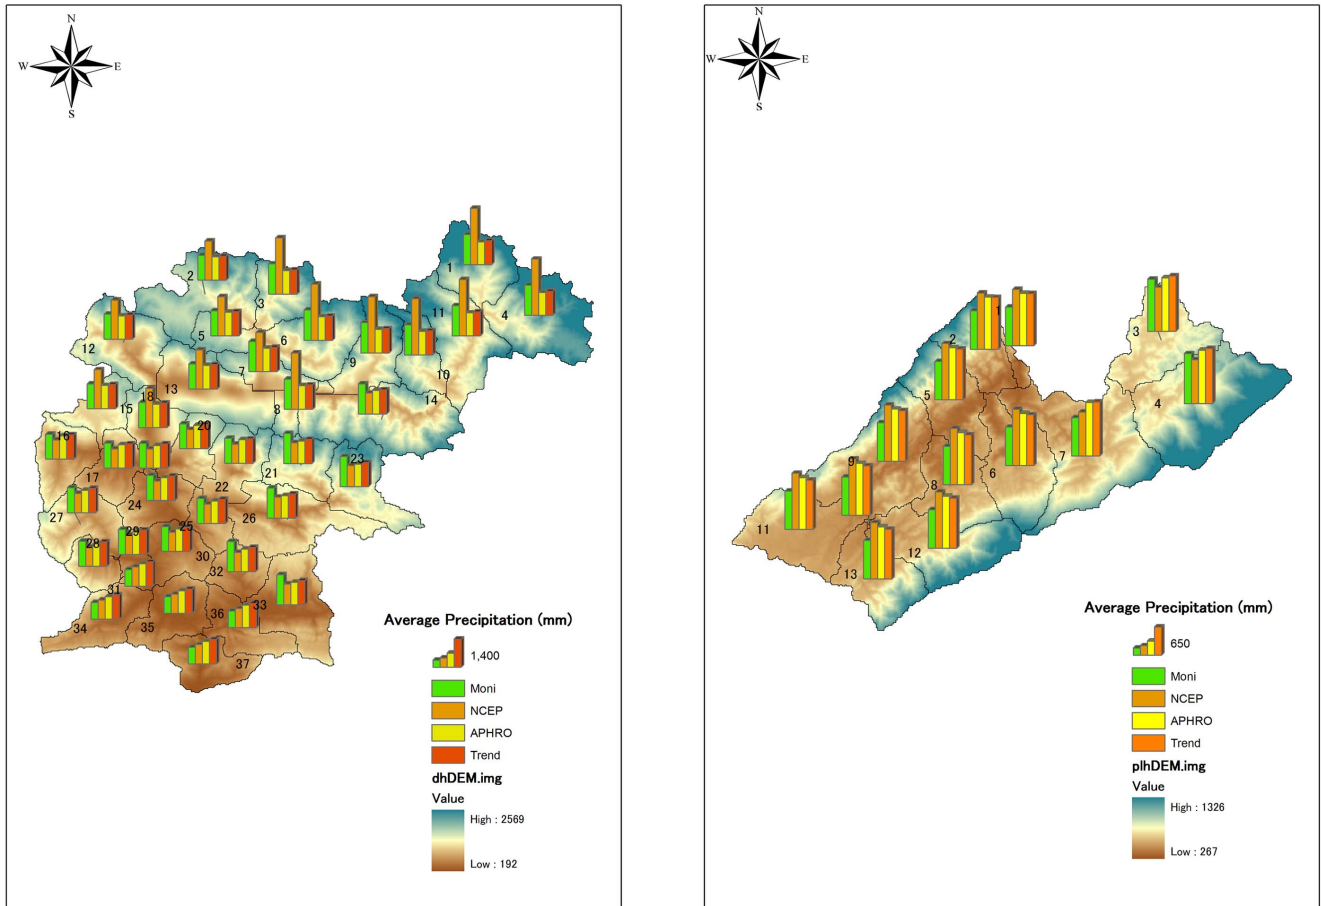 N
W E
S
1
2
3
11
4
5
6
12
9
7
10
13
18
14
15
8
20
16
23
21
17
22
24
27
26
25
29
28
30
32
31
33
36
34
35
37
Average Precipitation (mm)
1,400
Moni
NCEP
APHRO
Trend
dhDEM.img
Value
High : 2569
Low : 192
N
W E
S
1
3
2
5
4
9
7
6
8
11
12
13
Average Precipitation (mm)
650
Moni
NCEP
APHRO
Trend
plhDEM.img
Value
High : 1326
Low : 267